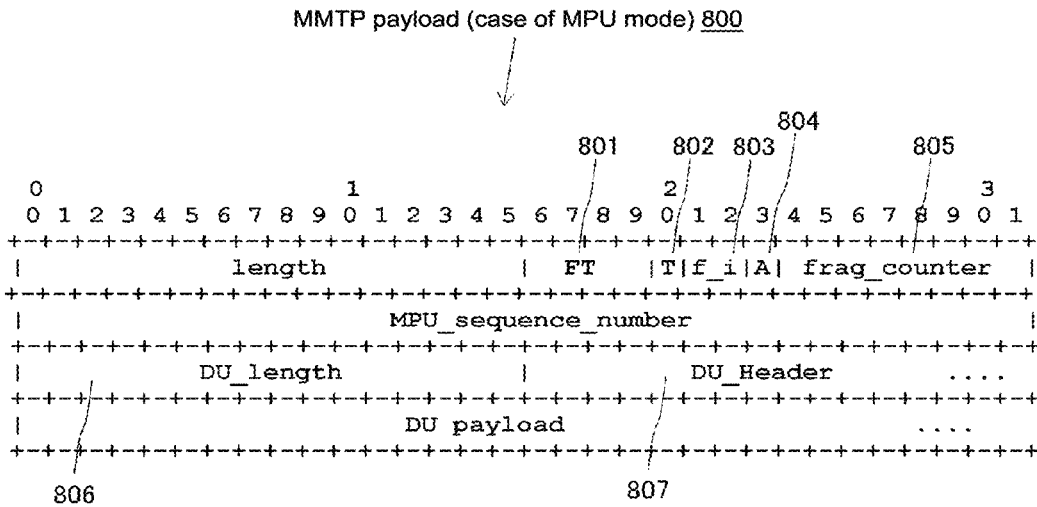 MMTP payload (case of MPU mode) 800
804
801 802 803 805
0 1 2 3
0 1 2 3 4 5 6 7 8 9 0 1 2 3 4 5 6 7 8 9 0 1 2 3 4 5 6 7 8 9 0 1
+-+-+-+-+-+-+-+-+-+-+-+-+-+-+-+-+-+-+-+-+-+-+-+-+-+-+-+-+-+-+-+-+
| length | FT |T|f_i|A| frag_counter |
+-+-+-+-+-+-+-+-+-+-+-+-+-+-+-+-+-+-+-+-+-+-+-+-+-+-+-+-+-+-+-+-+
| MPU_sequence_number |
+-+-+-+-+-+-+-+-+-+-+-+-+-+-+-+-+-+-+-+-+-+-+-+-+-+-+-+-+-+-+-+-+
| DU_length | DU_Header ....
+-+-+-+-+-+-+-+-+-+-+-+-+-+-+-+-+-+-+-+-+-+-+-+-+-+-+-+-+-+-+-+-+
| DU payload ....
+-+-+-+-+-+-+-+-+-+-+-+-+-+-+-+-+-+-+-+-+-+-+-+-+-+-+-+-+-+-+-+-+
806 807